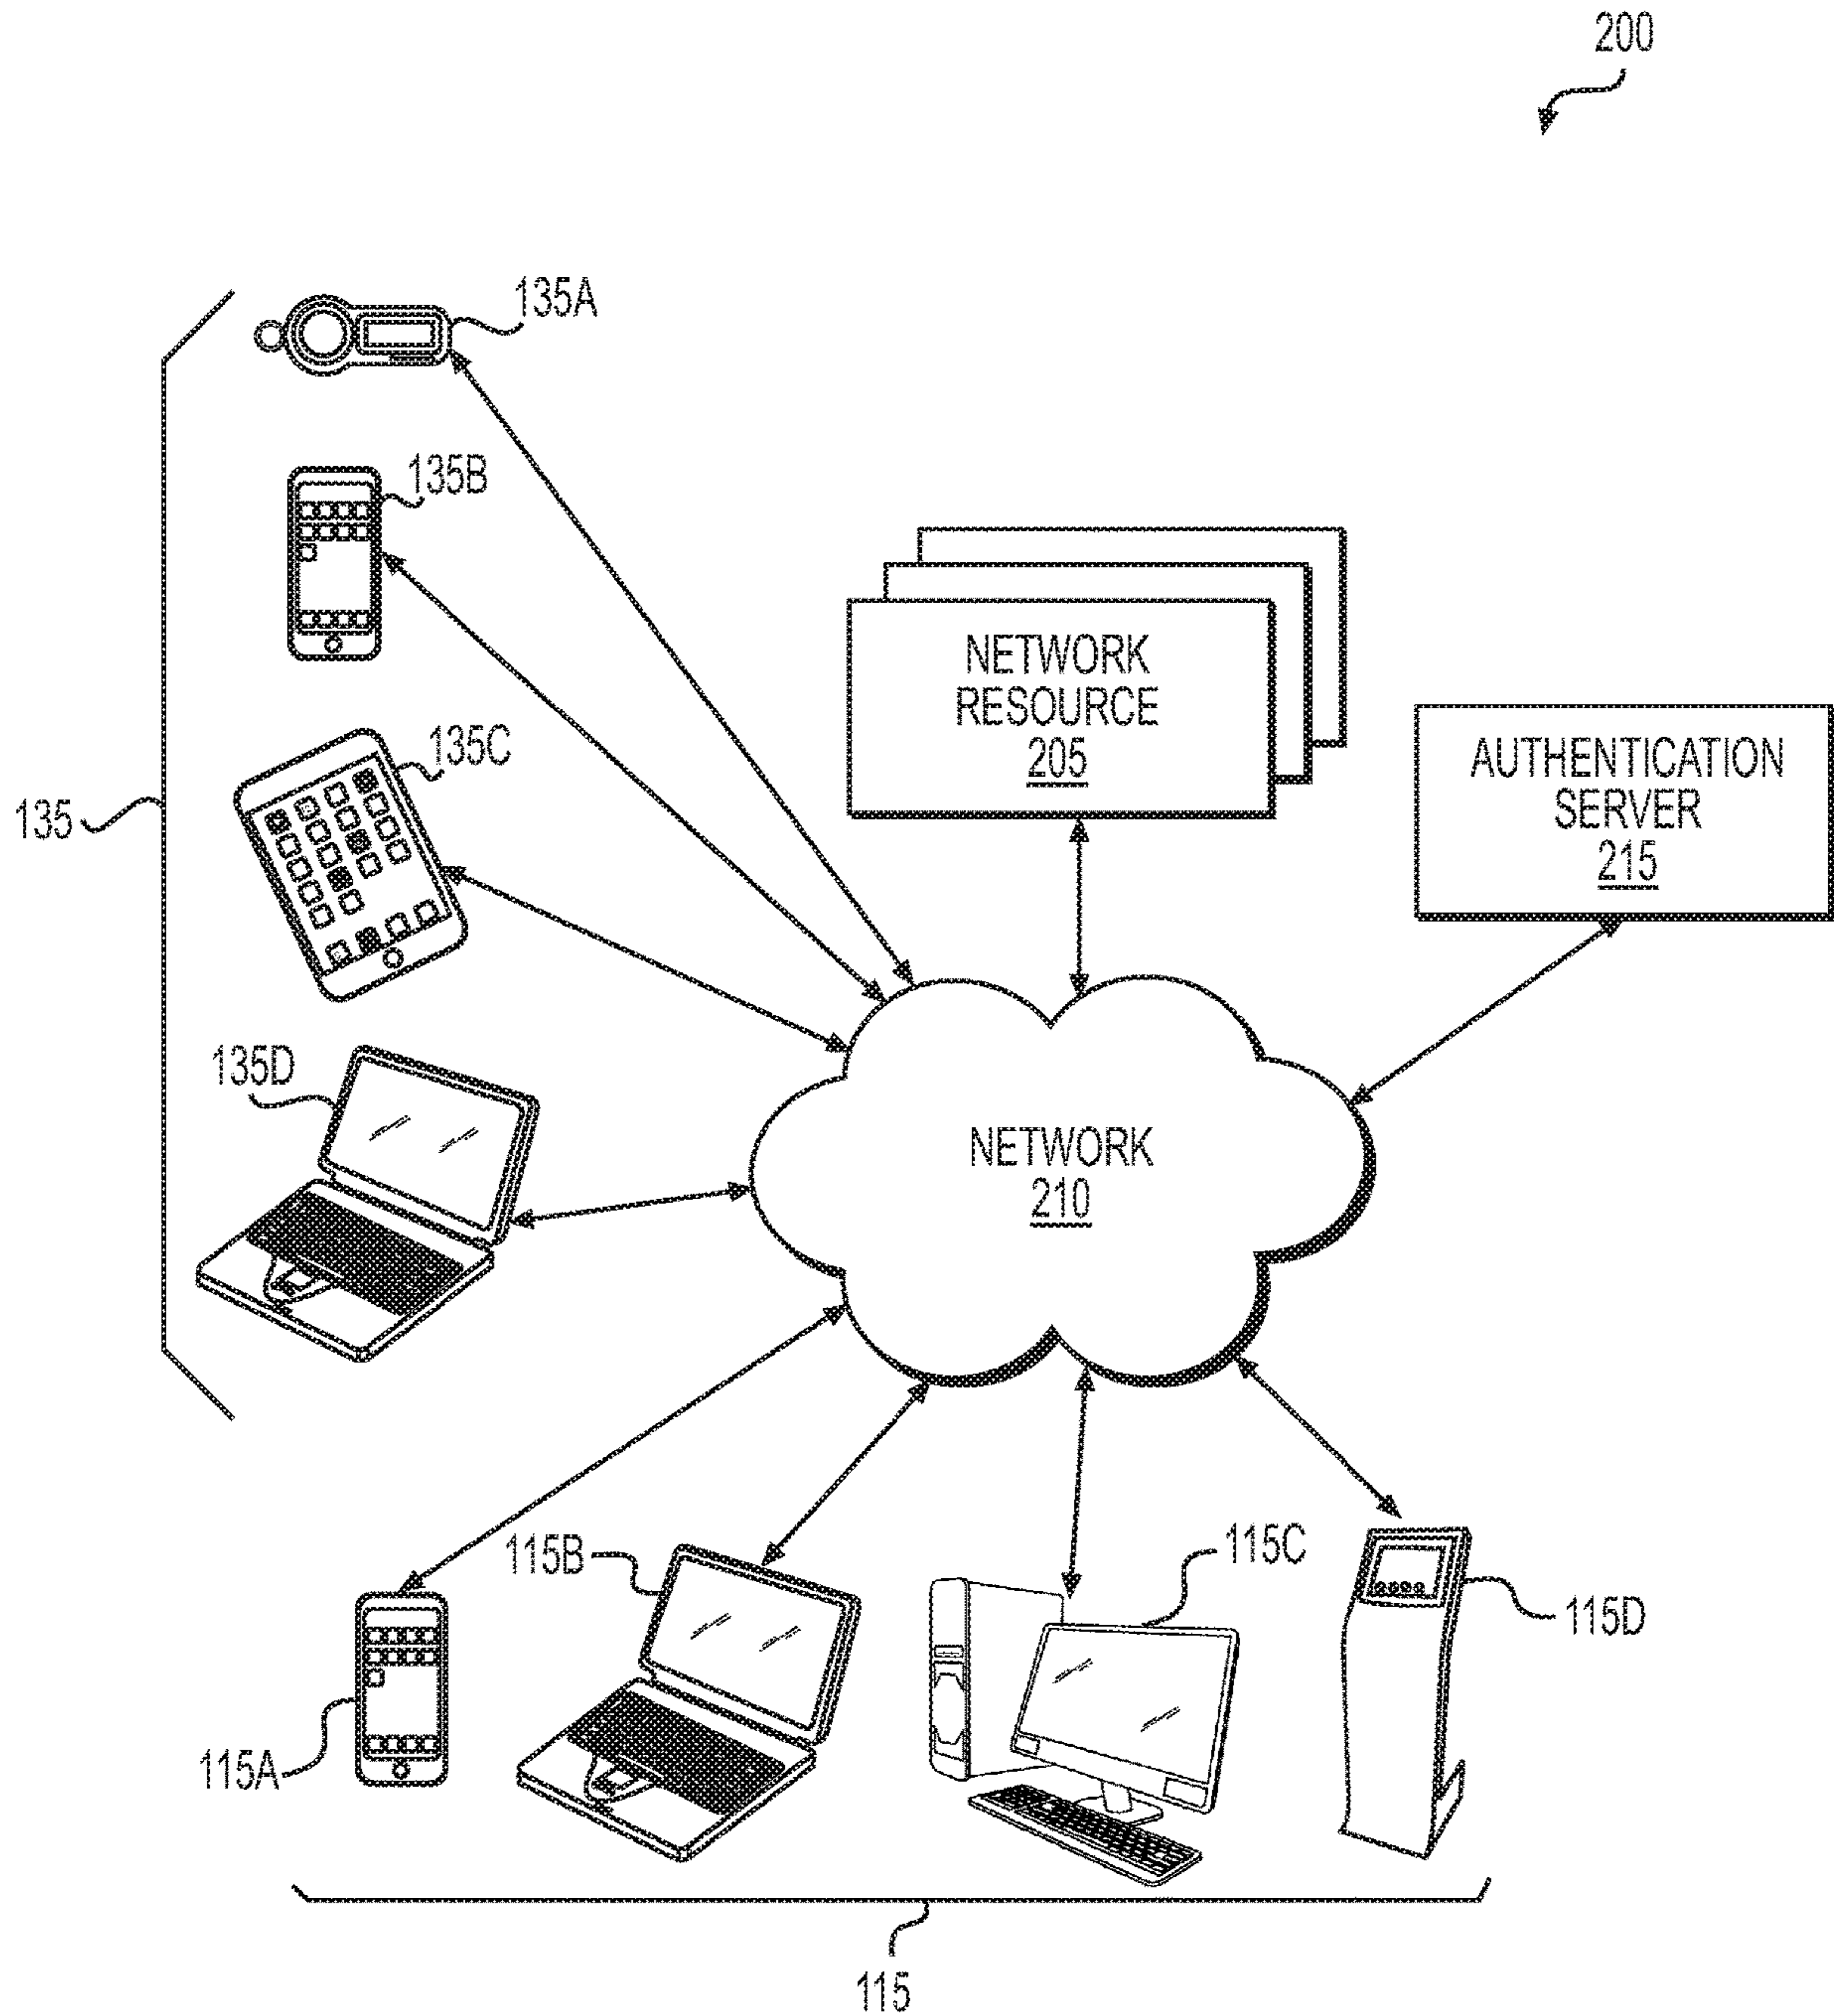 200
135A
135B
NETWORK
RESOURCE
205
135C
AUTHENTICATION
SERVER
215
135
135D
NETWORK
210
115B
115C
115D
115A
115